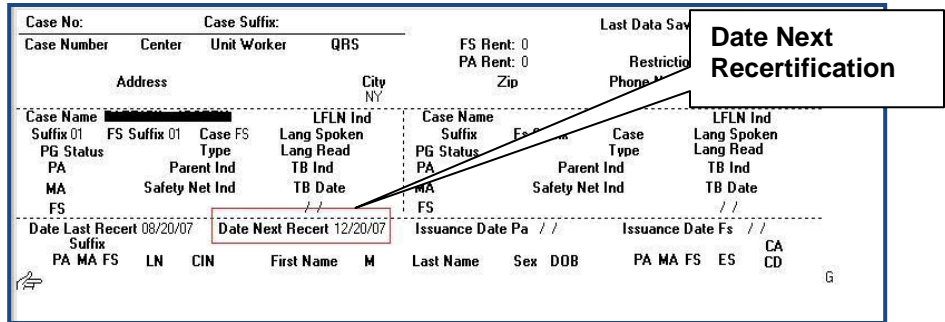 Case No: Case Suffix: Last Data Sav
Case Number Center Unit Worker QRS FS Rent: 0
PA Rent: 0 Restrictio
Address City Zip Phone
NY
Date Next
Recertification
Case Name LFLN Ind Case Name LFLN Ind
Suffix 01 FS Suffix 01 Case FS Lang Spoken Suffix Case Lang Spoken
PG Status Type Lang Read PG Status Type Lang Read
PA Parent Ind TB Ind PA Parent Ind TB Ind
MA Safety Net Ind TB Date MA Safety Net Ind TB Date
FS / / FS / /
Date Last Recert 08/20/07 Date Next Recert 12/20/07 Issuance Date Pa / / Issuance Date Fs / /
Suffix CA
PA MA FS LN CIN First Name M Last Name Sex DOB PA MA FS ES CD
G